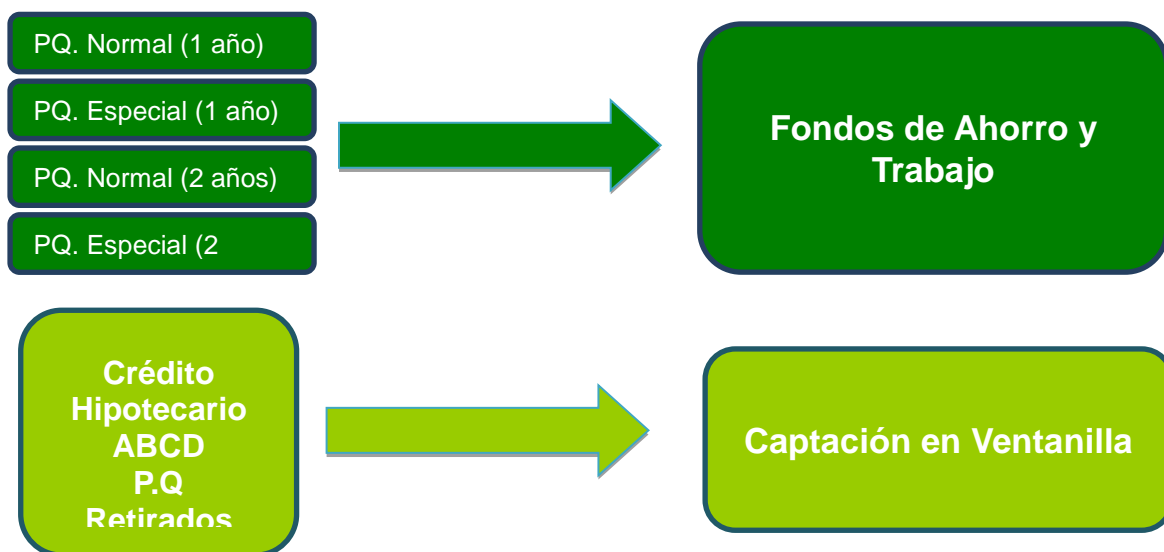 PQ. Normal (1 año)
PQ. Especial (1 año)
PQ. Normal (2 años)
PQ. Especial (2
Fondos de Ahorro y
Trabajo
Crédito
Hipotecario
ABCD
P.Q
Retirados
Captación en Ventanilla